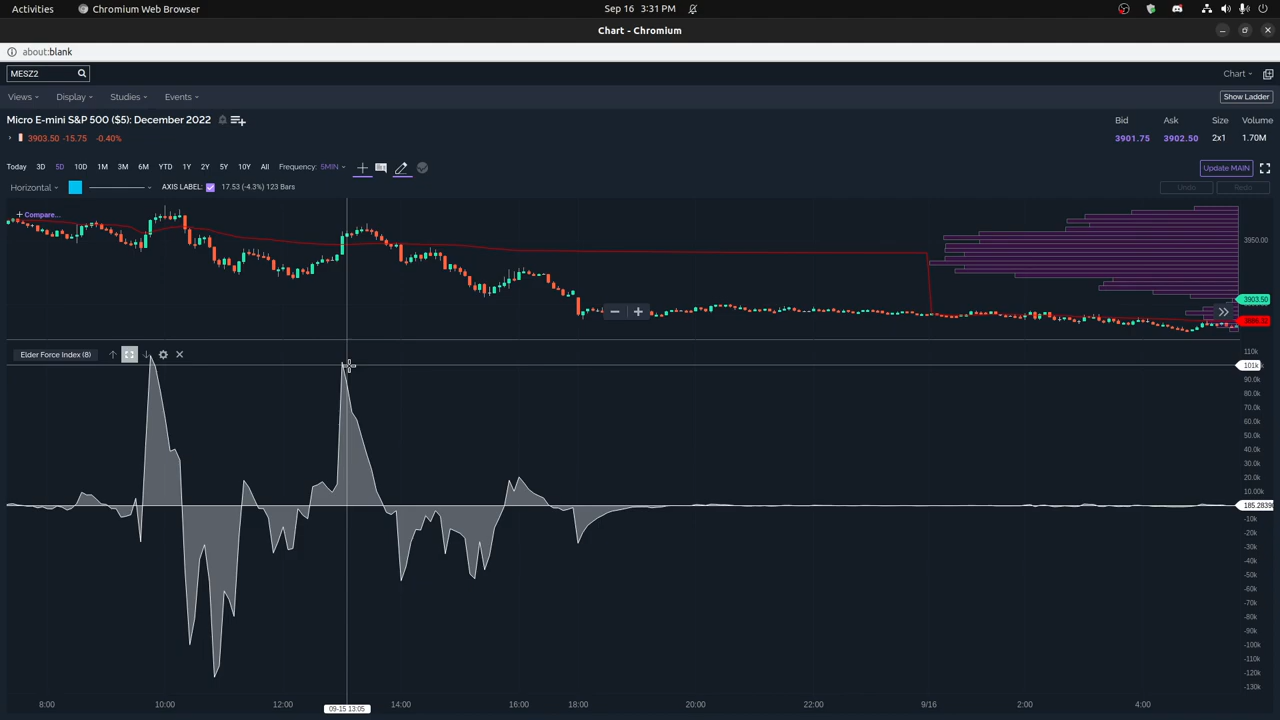 Activities Chromium Web Browser Sep 16 3:31 PM
Chart - Chromium
about:blank
MESZ2 Chart
Views Display Studies Events Show Ladder
Micro E-mini S&P 500 ($5): December 2022 Bid Ask Size Volume
3903.50 -15.75 -0.40% 3901.75 3902.50 2x1 1.70M
Today 3D 5D 10D 1M 3M 6M YTD 1Y 2Y 5Y 10Y All Frequency: 5MIN Update MAIN
Horizontal AXIS LABEL: 17.53 (-4.3%) 123 Bars Undo Redo
Compare...
3950.00
3903.50
Elder Force Index (8)
110k
101k
90.0k
80.0k
70.0k
60.0k
50.0k
40.0k
30.0k
20.0k
10.00k
185.2839
-10k
-20k
-30k
-40k
-50k
-60k
-70k
-80k
-90k
-100k
-110k
-120k
-130k
8:00 10:00 12:00 09-15 13:05 14:00 16:00 18:00 20:00 22:00 9/16 2:00 4:00